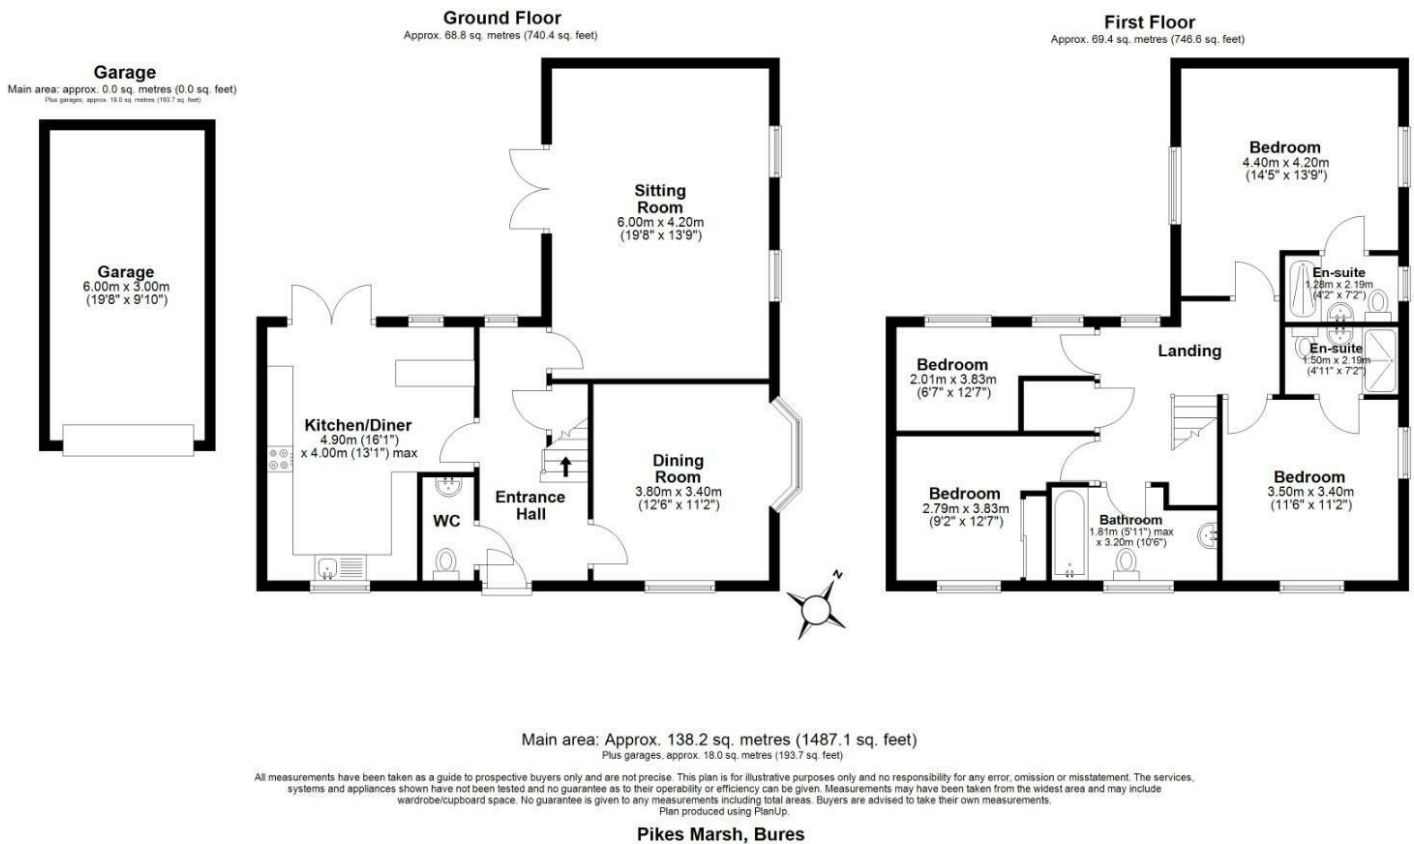 Garage
Main area: approx. 0.0 sq. metres (0.0 sq. feet)
Plus garages, approx. 18.0 sq. metres (193.7 sq. feet)
Garage
6.00m x 3.00m
(19'8" x 9'10")
Ground Floor
Approx. 68.8 sq. metres (740.4 sq. feet)
Sitting
Room
6.00m x 4.20m
(19'8" x 13'9")
Kitchen/Diner
4.90m (16'1")
x 4.00m (13'1") max
Dining
Room
3.80m x 3.40m
(12'6" x 11'2")
Entrance
Hall
WC
N
First Floor
Approx. 69.4 sq. metres (746.6 sq. feet)
Bedroom
4.40m x 4.20m
(14'5" x 13'9")
En-suite
1.28m x 2.19m
(4'2" x 7'2")
Landing
En-suite
1.50m x 2.19m
(4'11" x 7'2")
Bedroom
2.01m x 3.83m
(6'7" x 12'7")
Bedroom
3.50m x 3.40m
(11'6" x 11'2")
Bedroom
2.79m x 3.83m
(9'2" x 12'7")
Bathroom
1.81m (5'11") max
x 3.20m (10'6")
Main area: Approx. 138.2 sq. metres (1487.1 sq. feet)
Plus garages, approx. 18.0 sq. metres (193.7 sq. feet)
All measurements have been taken as a guide to prospective buyers only and are not precise. This plan is for illustrative purposes only and no responsibility for any error, omission or misstatement. The services,
systems and appliances shown have not been tested and no guarantee as to their operability or efficiency can be given. Measurements may have been taken from the widest area and may include
wardrobe/cupboard space. No guarantee is given to any measurements including total areas. Buyers are advised to take their own measurements.
Plan produced using PlanUp.
Pikes Marsh, Bures